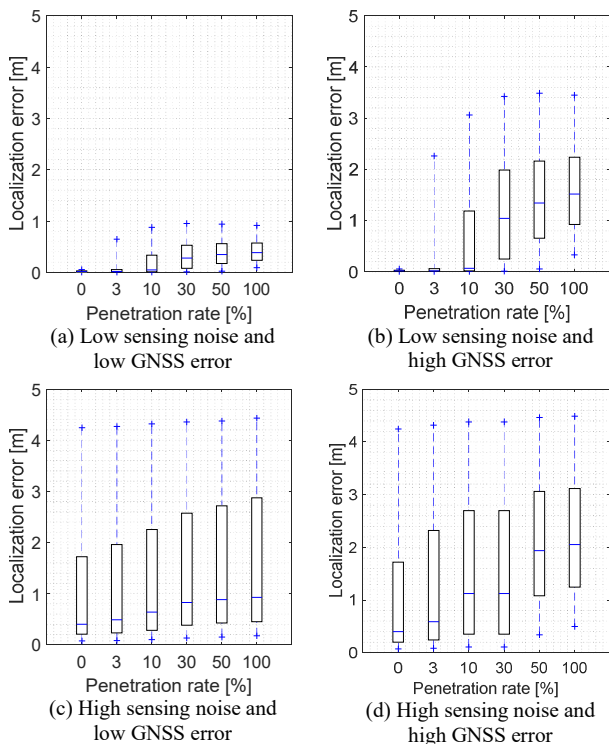 5
4
3
2
1
0
Localization error [m]
0 3 10 30 50 100
Penetration rate [%]
(a) Low sensing noise and
low GNSS error
5
4
3
2
1
0
Localization error [m]
0 3 10 30 50 100
Penetration rate [%]
(b) Low sensing noise and
high GNSS error
5
4
3
2
1
0
Localization error [m]
0 3 10 30 50 100
Penetration rate [%]
(c) High sensing noise and
low GNSS error
5
4
3
2
1
0
Localization error [m]
0 3 10 30 50 100
Penetration rate [%]
(d) High sensing noise and
high GNSS error